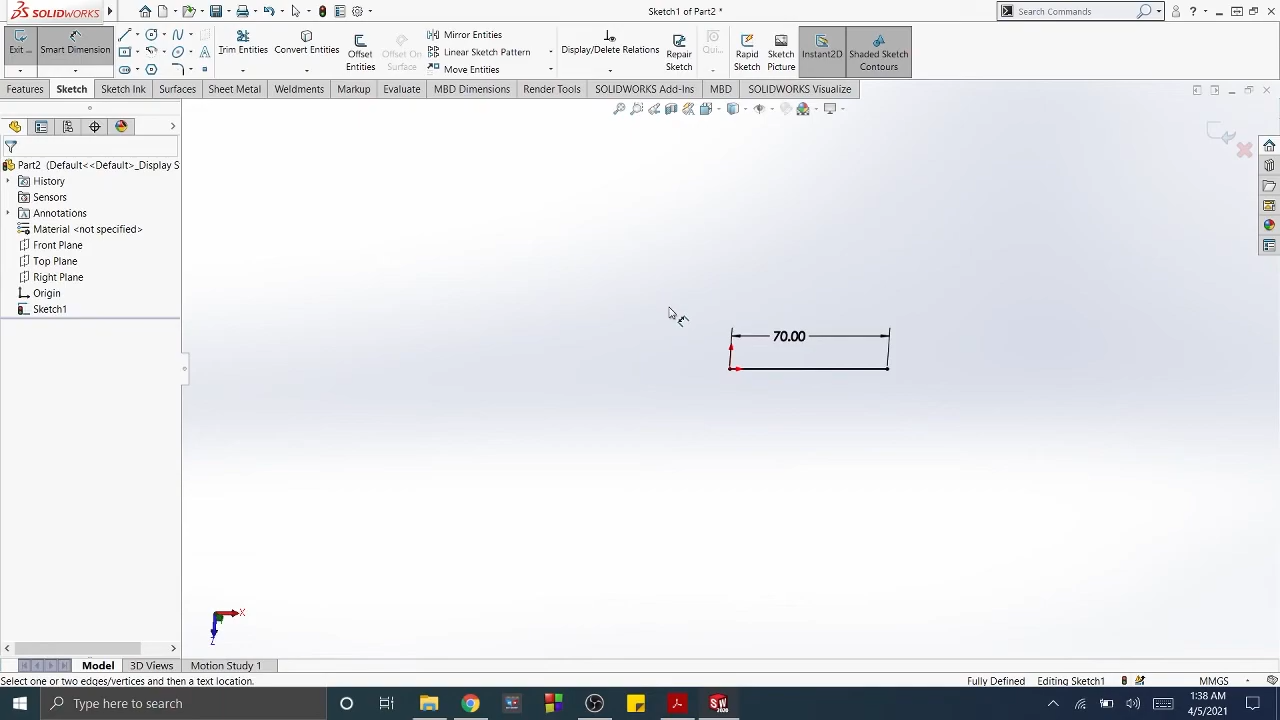 SOLIDWORKS
Sketch1 of Part2 *
Search Commands
Exit ...
Smart Dimension
Trim Entities
Convert Entities
Offset Entities
Offset On Surface
Mirror Entities
Linear Sketch Pattern
Move Entities
Display/Delete Relations
Repair Sketch
Qui...
Rapid Sketch
Sketch Picture
Instant2D
Shaded Sketch Contours
Features
Sketch
Sketch Ink
Surfaces
Sheet Metal
Weldments
Markup
Evaluate
MBD Dimensions
Render Tools
SOLIDWORKS Add-Ins
MBD
SOLIDWORKS Visualize
Part2 (Default<<Default>_Display S
History
Sensors
Annotations
Material <not specified>
Front Plane
Top Plane
Right Plane
Origin
Sketch1
70.00
X
Z
Model
3D Views
Motion Study 1
Select one or two edges/vertices and then a text location.
Fully Defined
Editing Sketch1
MMGS
Type here to search
SW
2020
1:38 AM
4/5/2021